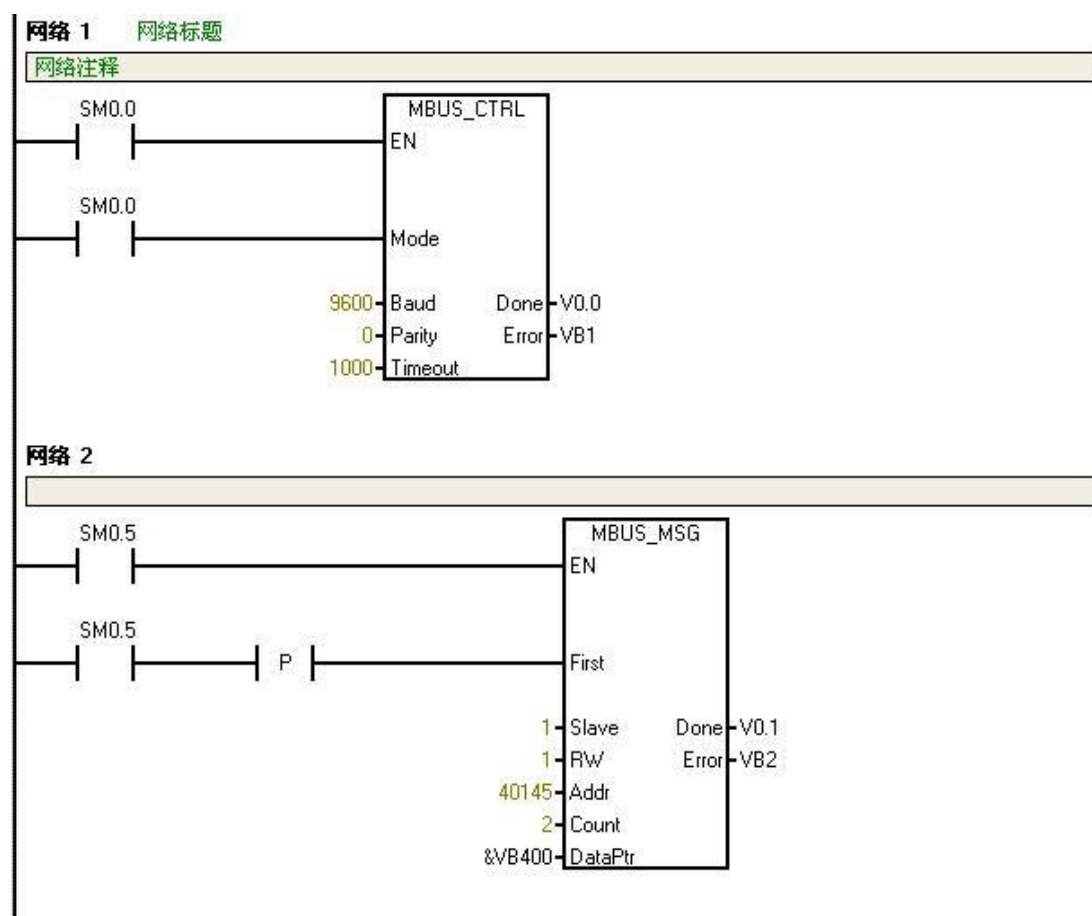 网络 1 网络标题
网络注释
SM0.0
MBUS_CTRL
EN
SM0.0
Mode
9600 Baud Done V0.0
0 Parity Error VB1
1000 Timeout
网络 2
SM0.5
MBUS_MSG
EN
SM0.5
P First
1 Slave Done V0.1
1 RW Error VB2
40145 Addr
2 Count
&VB400 DataPtr